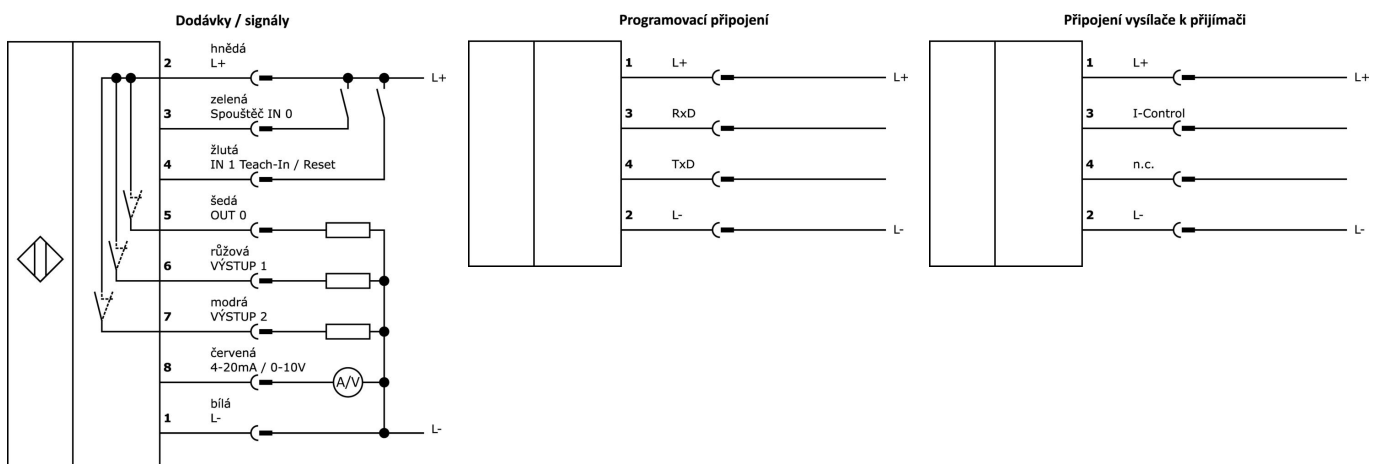 Dodávky / signály
hnědá
2 L+
L+
zelená
3 Spouštěč IN 0
žlutá
4 IN 1 Teach-In / Reset
šedá
5 OUT 0
růžová
6 VÝSTUP 1
modrá
7 VÝSTUP 2
červená
8 4-20mA / 0-10V
A/V
bílá
1 L-
L-
Programovací připojení
1 L+
L+
3 RxD
4 TxD
2 L-
L-
Připojení vysílače k přijímači
1 L+
L+
3 I-Control
4 n.c.
2 L-
L-